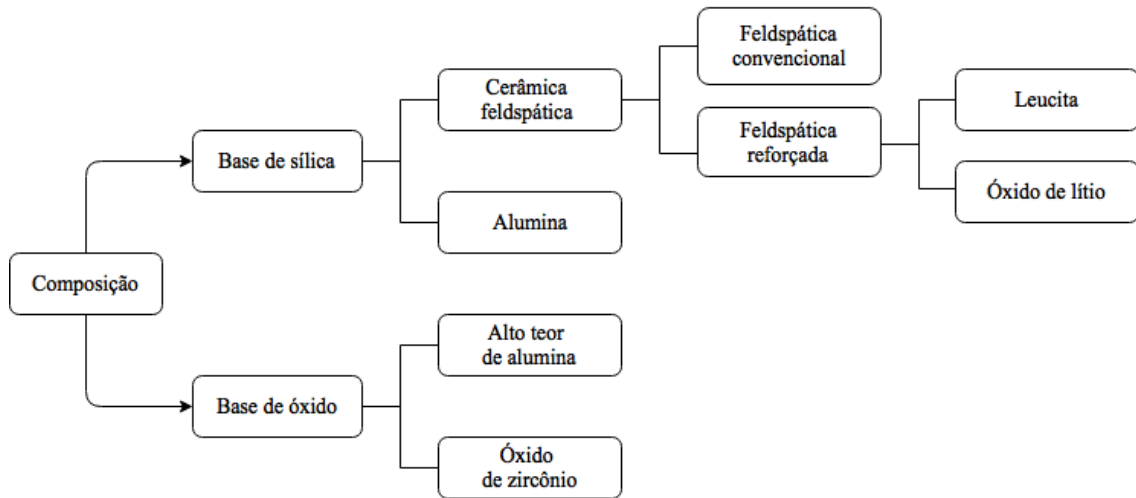 Feldspática
convencional
Cerâmica
feldspática
Leucita
Feldspática
reforçada
Base de sílica
Óxido de lítio
Alumina
Composição
Alto teor
de alumina
Base de óxido
Óxido
de zircônio